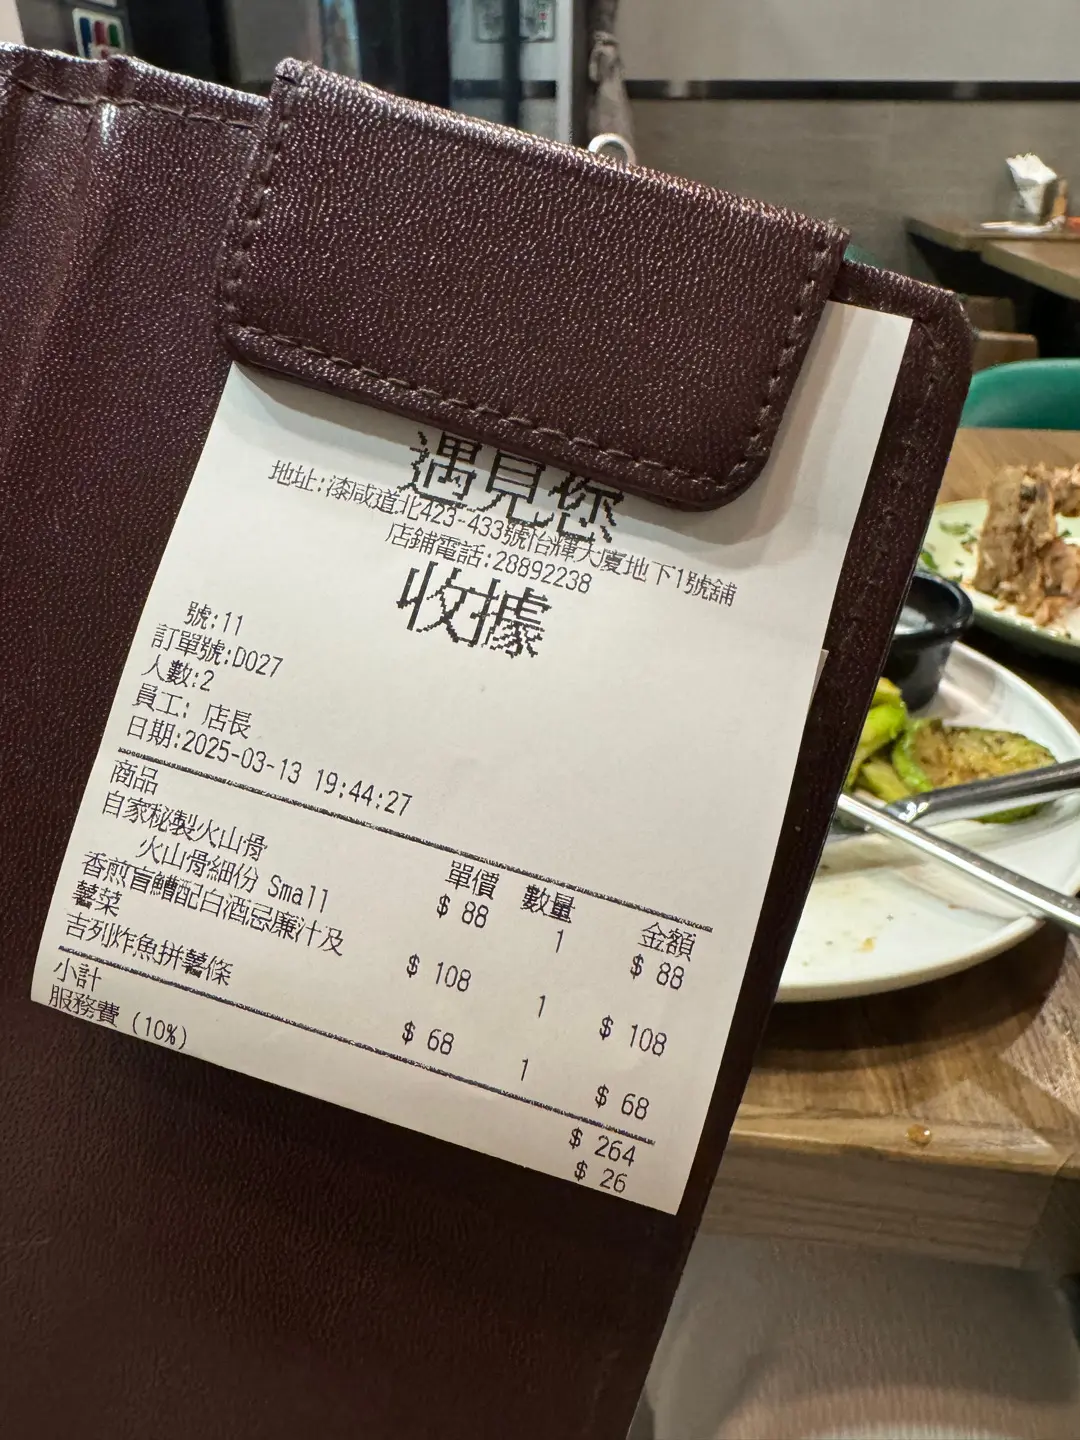 遇見您
地址:漆咸道北423-433號怡輝大廈地下1號舖
店鋪電話:28892238
收據
號:11
訂單號:D027
人數:2
員工: 店長
日期:2025-03-13 19:44:27
商品 單價 數量 金額
自家秘製火山骨 $ 88 1 $ 88
火山骨細份 Small
香煎盲鰽配白酒忌廉汁及 $ 108 1 $ 108
薯菜
吉列炸魚拼薯條 $ 68 1 $ 68
小計 $ 264
服務費 (10%) $ 26